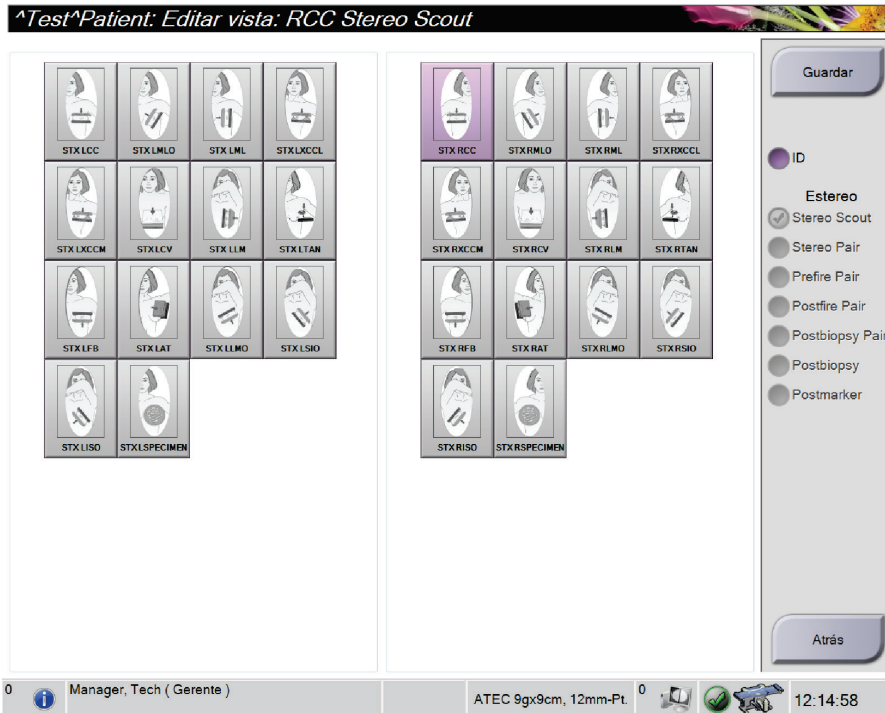 ^Test^Patient: Editar vista: RCC Stereo Scout
STX LCC STX LMLO STX LML STX LXCCL
STX LXCCM STX LCV STX LLM STX LTAN
STX LFB STX LAT STX LLMO STX LSIO
STX LISO STX LSPECIMEN
STX RCC STX RMLO STX RML STX RXCCL
STX RXCCM STX RCV STX RLM STX RTAN
STX RFB STX RAT STX RLMO STX RSIO
STX RISO STX RSPECIMEN
Guardar
ID
Estereo
Stereo Scout
Stereo Pair
Prefire Pair
Postfire Pair
Postbiopsy Pair
Postbiopsy
Postmarker
Atrás
0 Manager, Tech ( Gerente ) ATEC 9gx9cm, 12mm-Pt. 0 12:14:58